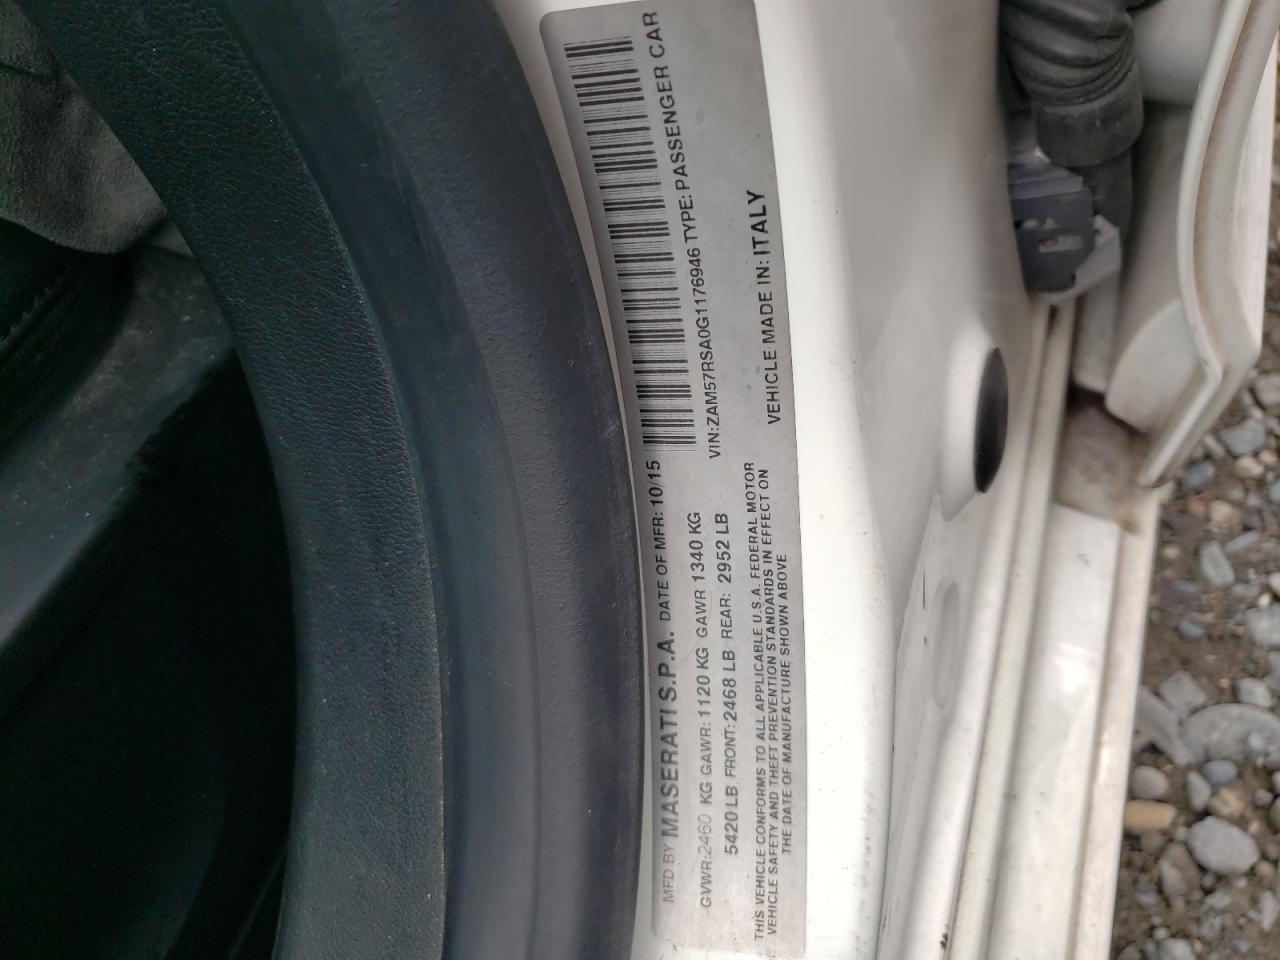 MFD BY MASERATI S.P.A. DATE OF MFR: 10/15
GVWR:2460 KG GAWR: 1120 KG GAWR 1340 KG
5420 LB. FRONT: 2468 LB REAR: 2952 LB
VIN:ZAM57RSA0G1176946 TYPE: PASSENGER CAR
THIS VEHICLE CONFORMS TO ALL APPLICABLE U.S.A. FEDERAL MOTOR
VEHICLE SAFETY AND THEFT PREVENTION STANDARDS IN EFFECT ON
THE DATE OF MANUFACTURE SHOWN ABOVE
VEHICLE MADE IN: ITALY